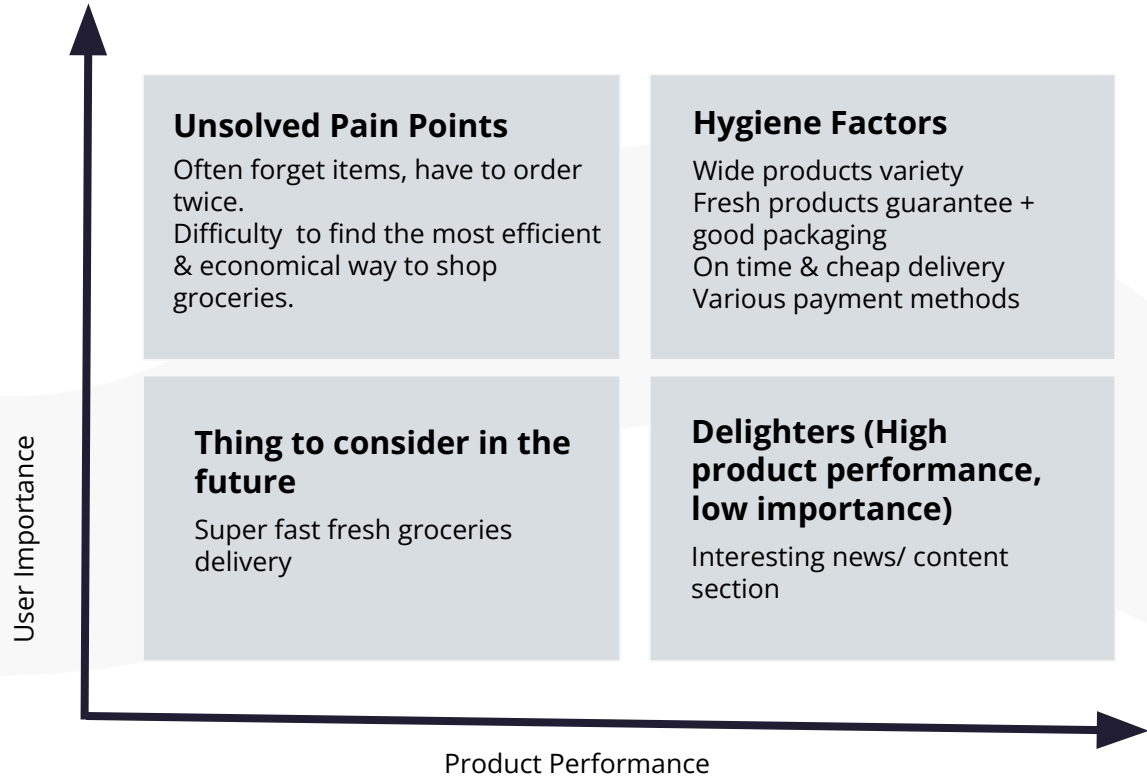 Unsolved Pain Points
Often forget items, have to order
twice.
Difficulty  to find the most efficient
& economical way to shop
groceries.
Hygiene Factors
Wide products variety
Fresh products guarantee +
good packaging
On time & cheap delivery
Various payment methods
Thing to consider in the
future
Super fast fresh groceries
delivery
Delighters (High
product performance,
low importance)
Interesting news/ content
section
User Importance
Product Performance